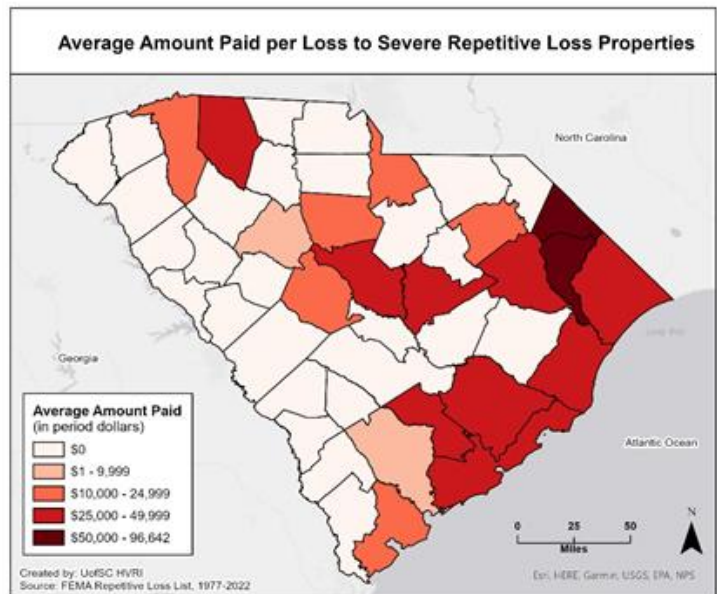 Average Amount Paid per Loss to Severe Repetitive Loss Properties
North Carolina
Georgia
Average Amount Paid
(in period dollars)
$0
$1 - 9,999
$10,000 - 24,999
$25,000 - 49,999
$50,000 - 96,642
Atlantic Ocean
N
0 25 50
Miles
Created by: UofSC HVRI
Source: FEMA Repetitive Loss List, 1977-2022
Esri, HERE, Garmin, USGS, EPA, NPS